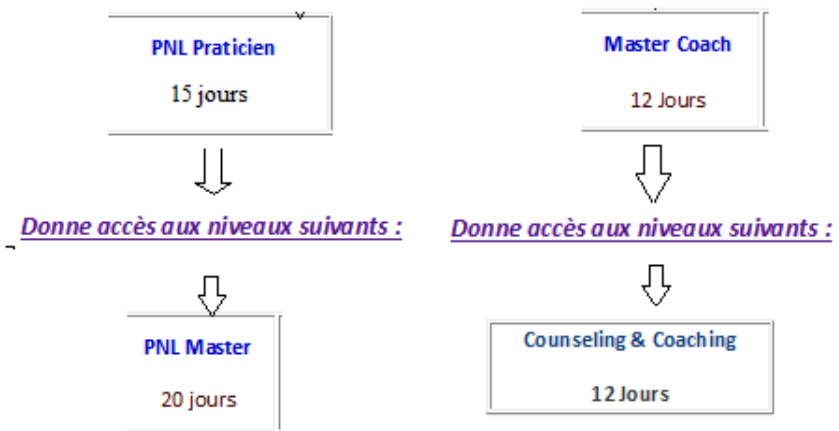 PNL Praticien
15 jours
Donne accès aux niveaux suivants :
PNL Master
20 jours
Master Coach
12 Jours
Donne accès aux niveaux suivants :
Counseling & Coaching
12 Jours